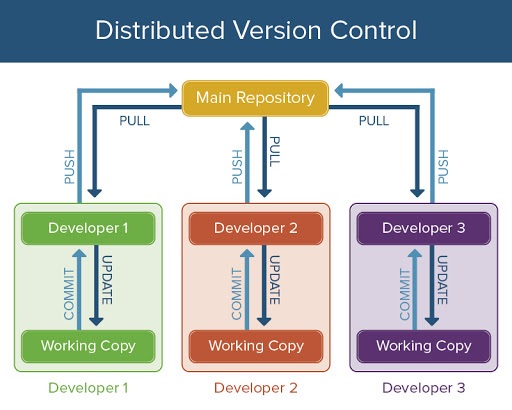 Distributed Version Control
Main Repository
PULL
PULL
PUSH
PUSH
PULL
PUSH
Developer 1
Developer 2
Developer 3
COMMIT
UPDATE
COMMIT
UPDATE
COMMIT
UPDATE
Working Copy
Working Copy
Working Copy
Developer 1
Developer 2
Developer 3